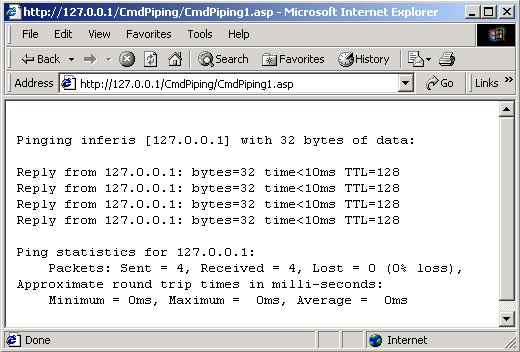 http://127.0.0.1/CmdPiping/CmdPiping1.asp - Microsoft Internet Explorer
File Edit View Favorites Tools Help
Back Search Favorites History
Address http://127.0.0.1/CmdPiping/CmdPiping1.asp Go Links »
Pinging inferis [127.0.0.1] with 32 bytes of data:
Reply from 127.0.0.1: bytes=32 time<10ms TTL=128
Reply from 127.0.0.1: bytes=32 time<10ms TTL=128
Reply from 127.0.0.1: bytes=32 time<10ms TTL=128
Reply from 127.0.0.1: bytes=32 time<10ms TTL=128
Ping statistics for 127.0.0.1:
Packets: Sent = 4, Received = 4, Lost = 0 (0% loss),
Approximate round trip times in milli-seconds:
Minimum = 0ms, Maximum =  0ms, Average =  0ms
Done Internet